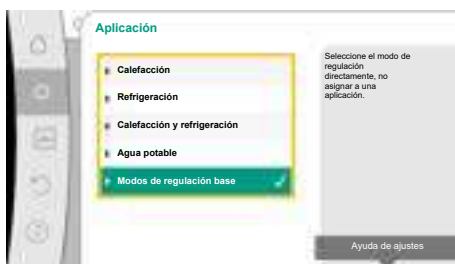 Aplicación
Calefacción
Refrigeración
Calefacción y refrigeración
Agua potable
Modos de regulación base
Seleccione el modo de
regulación
directamente, no
asignar a una
aplicación.
Ayuda de ajustes